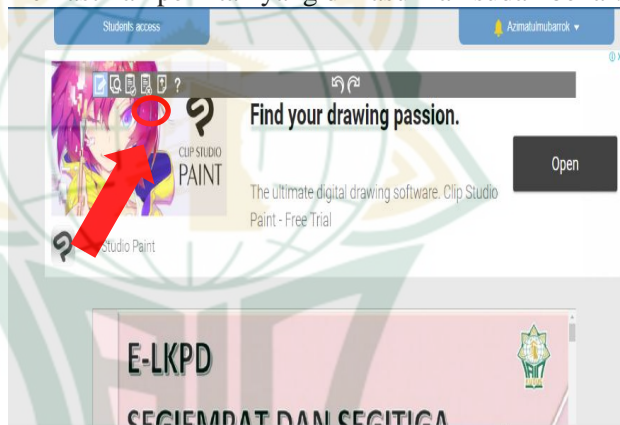 Students access
Azimatulmubarrok
?
Find your drawing passion.
CLIP STUDIO
PAINT
Open
The ultimate digital drawing software. Clip Studio
Paint - Free Trial
Studio Paint
E-LKPD
SEGIEMPAT DAN SEGITIGA